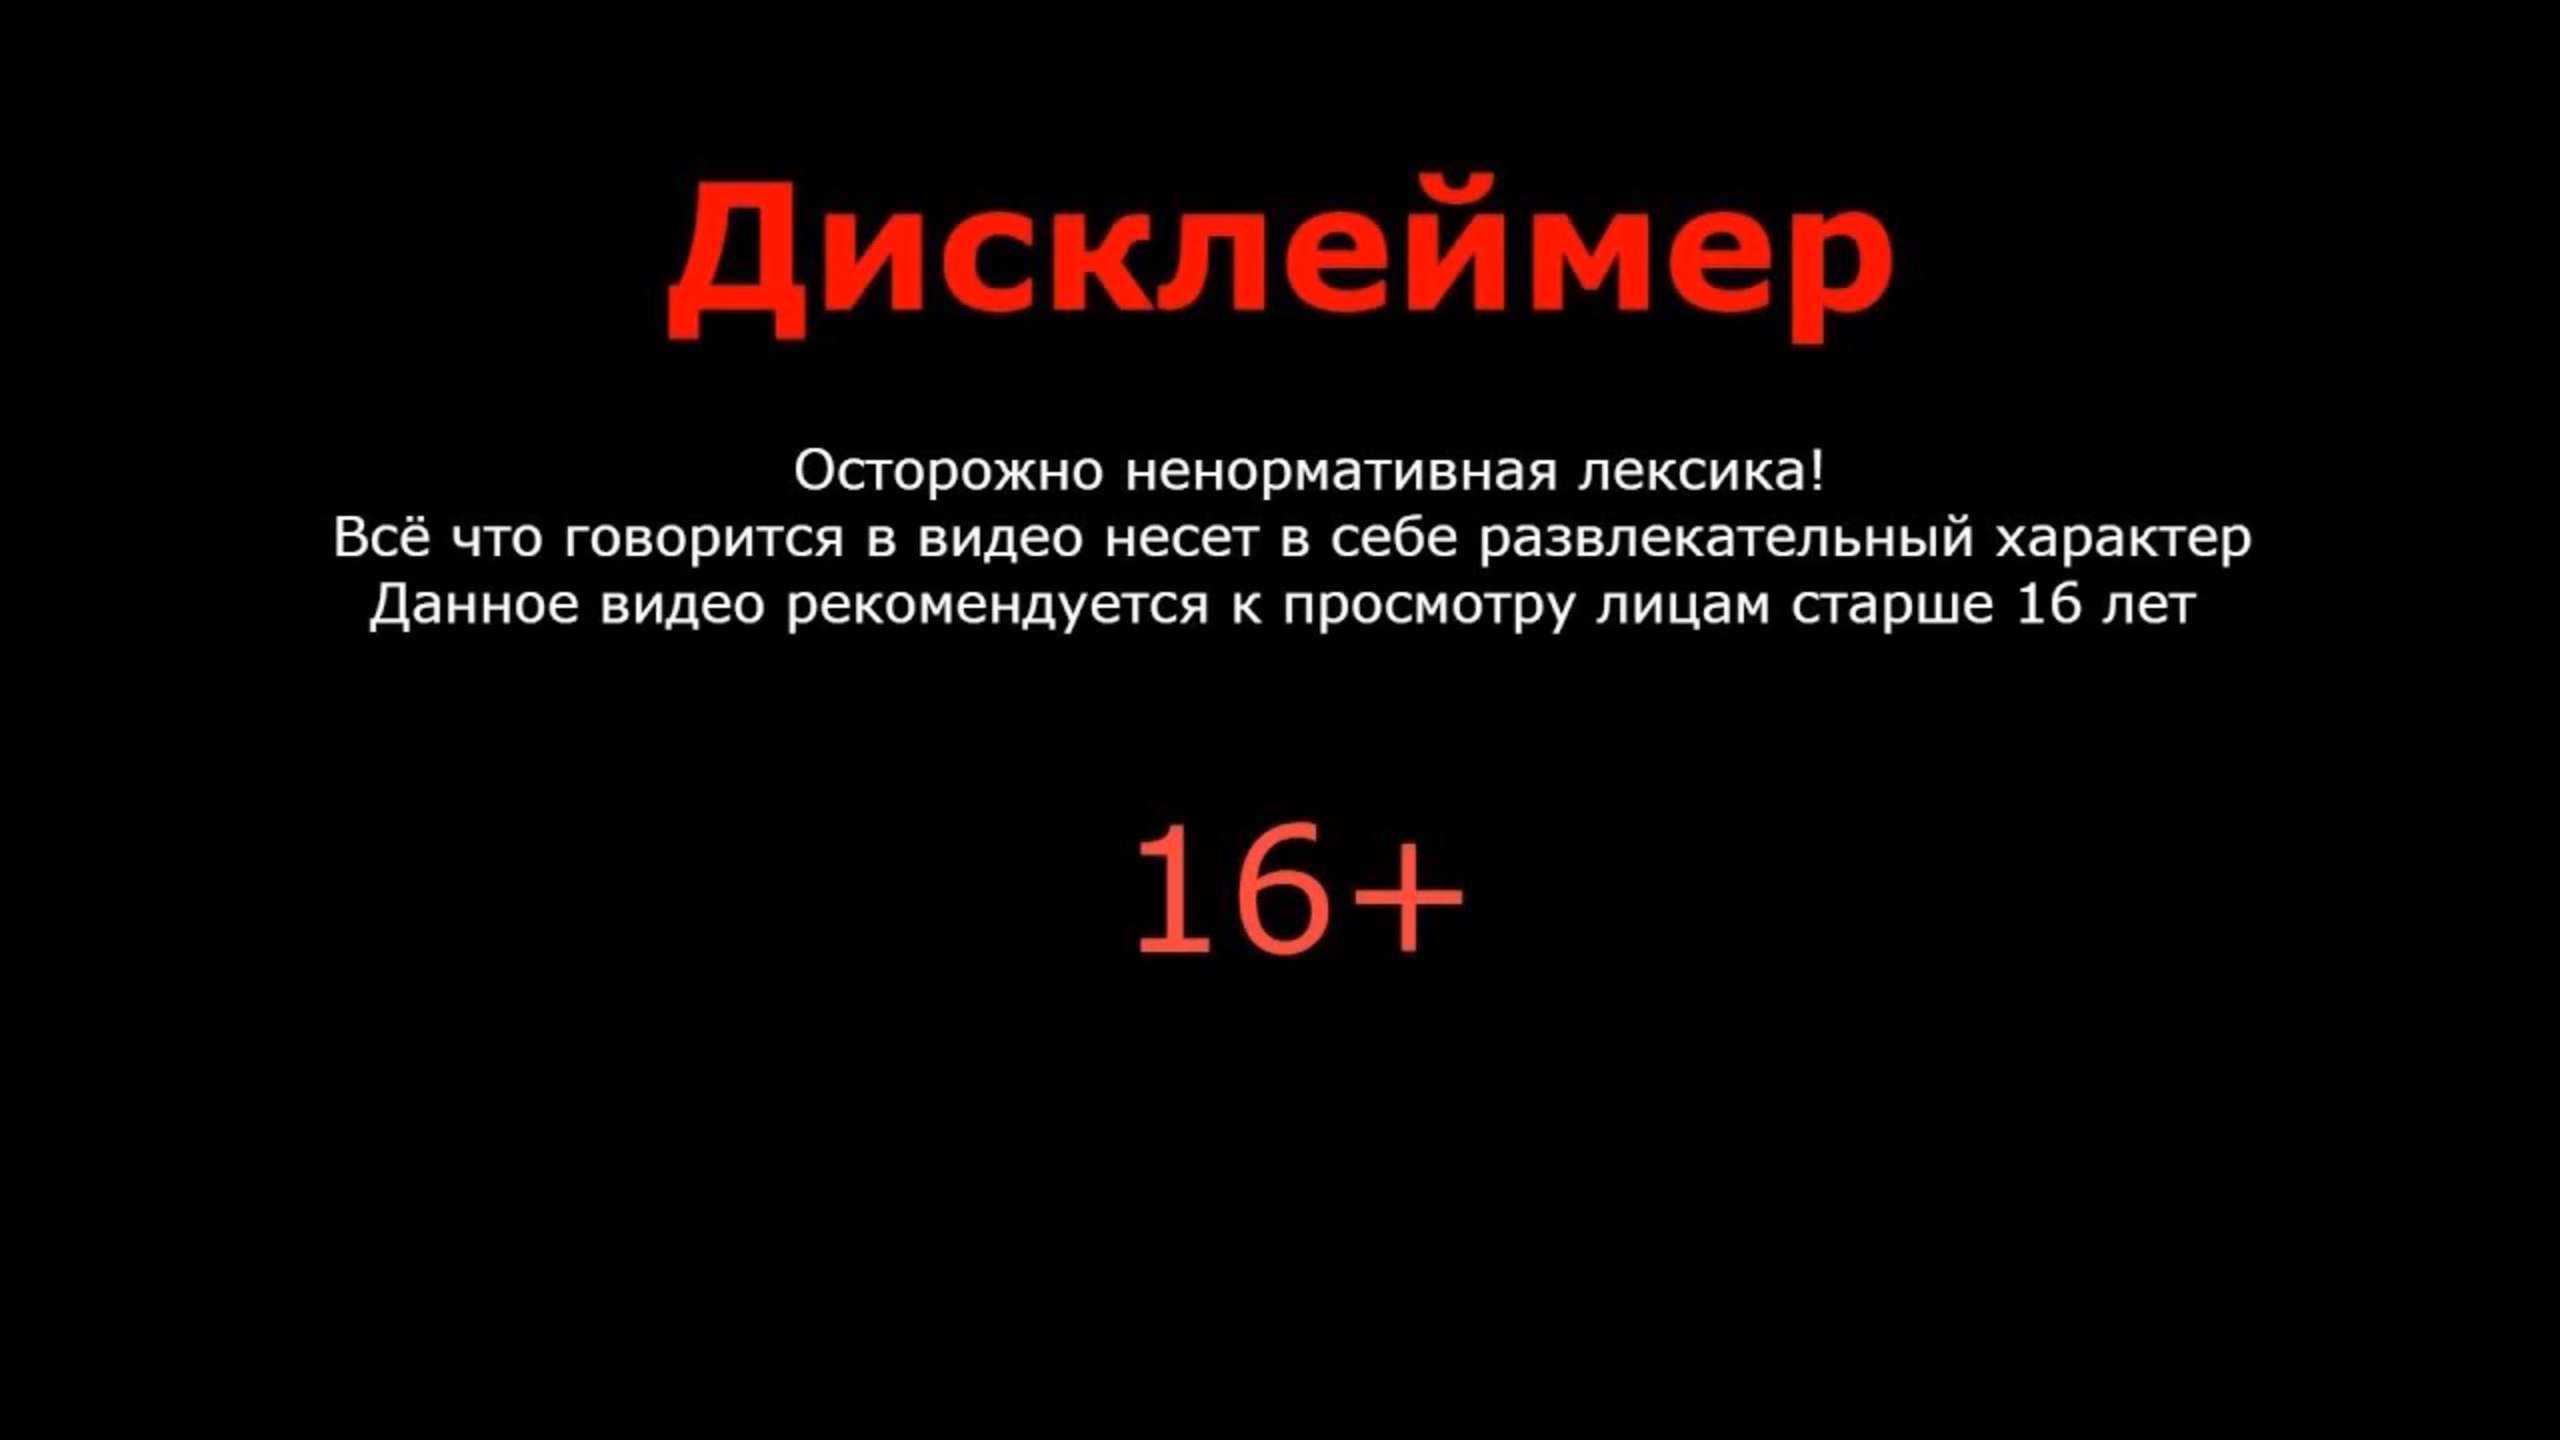 Дисклеймер
Осторожно ненормативная лексика!
Всё что говорится в видео несет в себе развлекательный характер
Данное видео рекомендуется к просмотру лицам старше 16 лет
16+